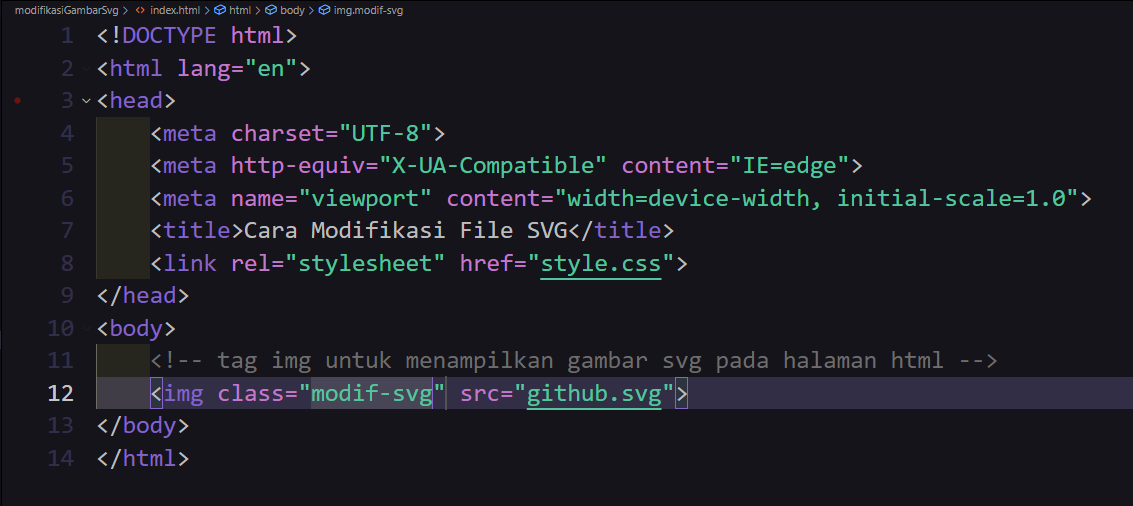 modifikasiGambarSvg > index.html > html > body > img.modif-svg
1 <!DOCTYPE html>
2 <html lang="en">
3 <head>
4 <meta charset="UTF-8">
5 <meta http-equiv="X-UA-Compatible" content="IE=edge">
6 <meta name="viewport" content="width=device-width, initial-scale=1.0">
7 <title>Cara Modifikasi File SVG</title>
8 <link rel="stylesheet" href="style.css">
9 </head>
10 <body>
11 <!-- tag img untuk menampilkan gambar svg pada halaman html -->
12 <img class="modif-svg" src="github.svg">
13 </body>
14 </html>